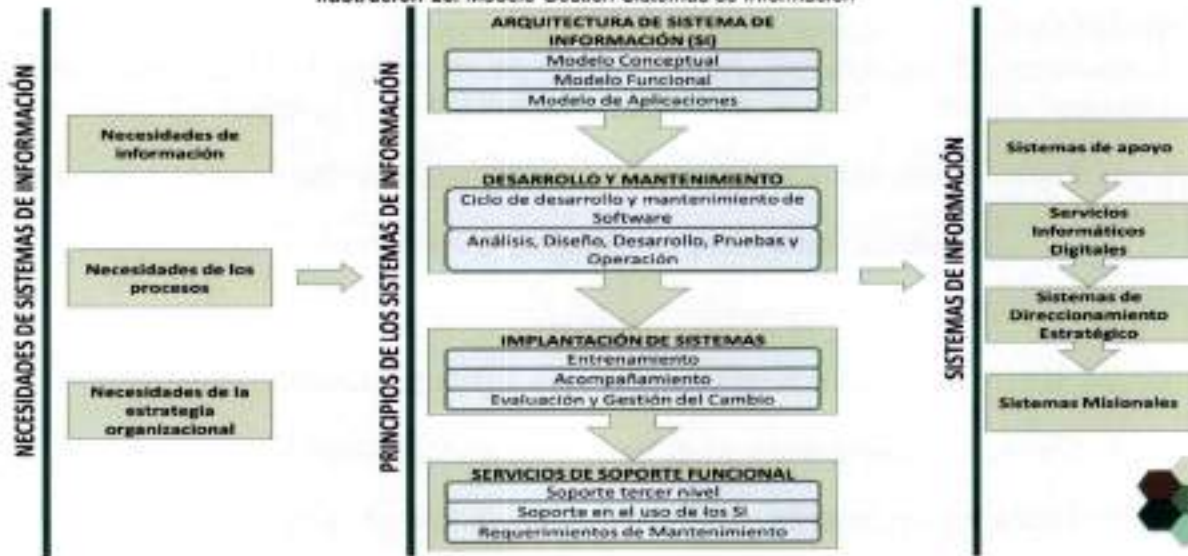 NECESIDADES DE SISTEMAS DE INFORMACIÓN
Necesidades de
información
Necesidades de los
procesos
Necesidades de la
estrategia
organizacional
PRINCIPIOS DE LOS SISTEMAS DE INFORMACIÓN
ARQUITECTURA DE SISTEMA DE
INFORMACIÓN (SI)
Modelo Conceptual
Modelo Funcional
Modelo de Aplicaciones
DESARROLLO Y MANTENIMIENTO
Ciclo de desarrollo y mantenimiento de
Software
Análisis, Diseño, Desarrollo, Pruebas y
Operación
IMPLANTACIÓN DE SISTEMAS
Entrenamiento
Acompañamiento
Evaluación y Gestión del Cambio
SERVICIOS DE SOPORTE FUNCIONAL
Soporte tercer nivel
Soporte en el uso de los SI
Requerimientos de Mantenimiento
SISTEMAS DE INFORMACIÓN
Sistemas de apoyo
Servicios
Informáticos
Digitales
Sistemas de
Direccionamiento
Estratégico
Sistemas Misionales